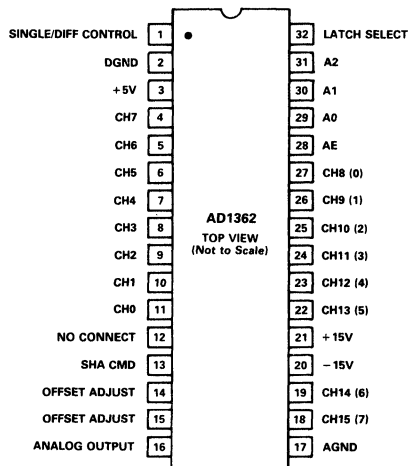 SINGLE/DIFF CONTROL 1 32 LATCH SELECT
DGND 2 31 A2
+5V 3 30 A1
CH7 4 29 A0
CH6 5 28 AE
CH5 6 27 CH8 (0)
CH4 7 26 CH9 (1)
CH3 8 25 CH10 (2)
CH2 9 24 CH11 (3)
CH1 10 23 CH12 (4)
CH0 11 22 CH13 (5)
NO CONNECT 12 21 +15V
SHA CMD 13 20 −15V
OFFSET ADJUST 14 19 CH14 (6)
OFFSET ADJUST 15 18 CH15 (7)
ANALOG OUTPUT 16 17 AGND
AD1362
TOP VIEW
(Not to Scale)